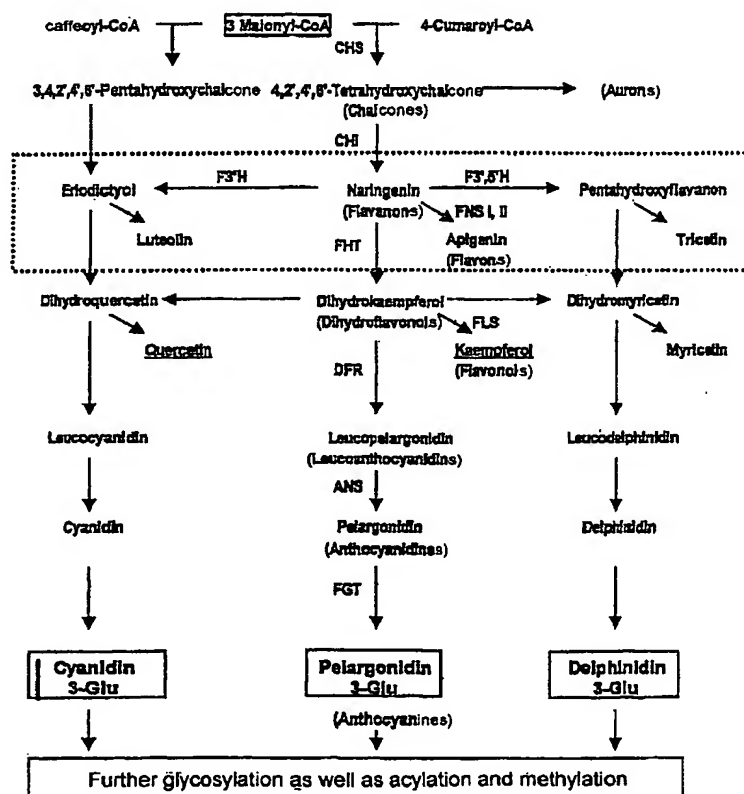 caffeoyl-CoA 3 Malonyl-CoA 4-Cumaroyl-CoA
CHS
3,4,2',4',6'-Pentahydroxychalcone 4,2',4',6'-Tetrahydroxychalcone (Aurons)
(Chalcones)
CHI
Eriodictyol F3'H Naringenin F3',5'H Pentahydroxyflavanon
(Flavanons) FNS I, II
Luteolin FHT Apigenin Tricetin
(Flavons)
Dihydroquercetin Dihydrokaempferol Dihydromyricetin
(Dihydroflavonols) FLS
Quercetin Kaempferol Myricetin
DFR (Flavonols)
Leucocyanidin Leucopelargonidin Leucodelphinidin
(Leucoanthocyanidins)
ANS
Cyanidin Pelargonidin Delphinidin
(Anthocyanidines)
FGT
Cyanidin Pelargonidin Delphinidin
3-Glu 3-Glu 3-Glu
(Anthocyanines)
Further glycosylation as well as acylation and methylation